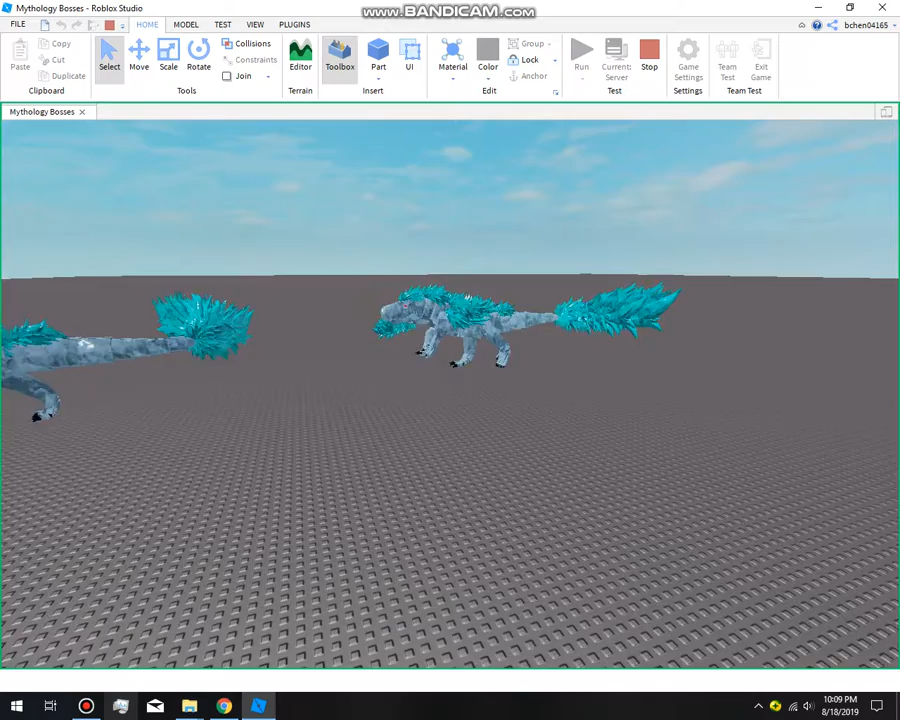 Mythology Bosses - Roblox Studio
www.BANDICAM.com
FILE HOME MODEL TEST VIEW PLUGINS
bchen04165
Paste
Copy
Cut
Duplicate
Clipboard
Select
Move
Scale
Rotate
Collisions
Constraints
Join
Tools
Editor
Terrain
Toolbox
Part
UI
Insert
Material
Color
Group
Lock
Anchor
Edit
Run
Current:
Server
Stop
Test
Game
Settings
Settings
Team
Test
Exit
Game
Team Test
Mythology Bosses
10:09 PM
8/18/2019